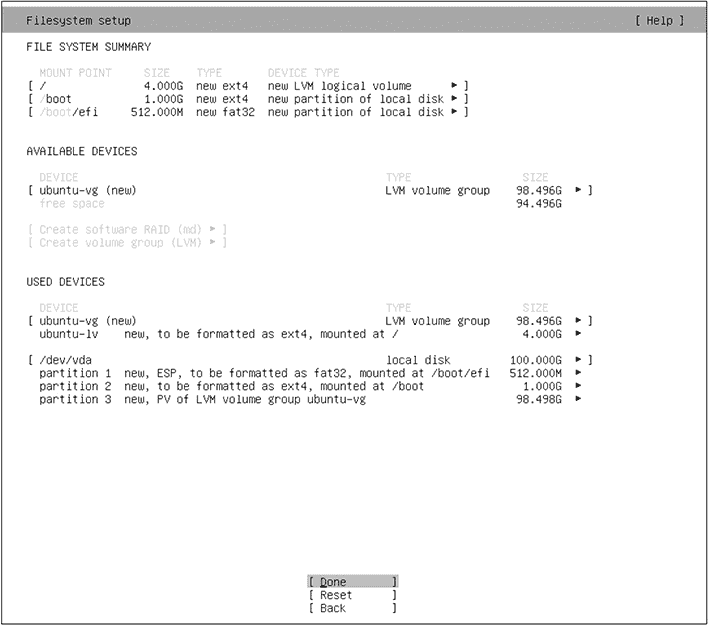 Filesystem setup [ Help ]
FILE SYSTEM SUMMARY
MOUNT POINT SIZE TYPE DEVICE TYPE
[ / 4.000G new ext4 new LVM logical volume ▸ ]
[ /boot 1.000G new ext4 new partition of local disk ▸ ]
[ /boot/efi 512.000M new fat32 new partition of local disk ▸ ]
AVAILABLE DEVICES
DEVICE TYPE SIZE
[ ubuntu-vg (new) LVM volume group 98.496G ▸ ]
free space 94.496G
[ Create software RAID (md) ▸ ]
[ Create volume group (LVM) ▸ ]
USED DEVICES
DEVICE TYPE SIZE
[ ubuntu-vg (new) LVM volume group 98.496G ▸ ]
ubuntu-lv new, to be formatted as ext4, mounted at / 4.000G ▸
[ /dev/vda local disk 100.000G ▸ ]
partition 1 new, ESP, to be formatted as fat32, mounted at /boot/efi 512.000M ▸
partition 2 new, to be formatted as ext4, mounted at /boot 1.000G ▸
partition 3 new, PV of LVM volume group ubuntu-vg 98.498G ▸
[ Done ]
[ Reset ]
[ Back ]